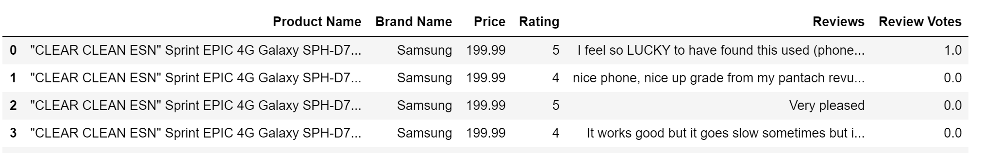 Product Name Brand Name Price Rating Reviews Review Votes
0 "CLEAR CLEAN ESN" Sprint EPIC 4G Galaxy SPH-D7... Samsung 199.99 5 I feel so LUCKY to have found this used (phone... 1.0
1 "CLEAR CLEAN ESN" Sprint EPIC 4G Galaxy SPH-D7... Samsung 199.99 4 nice phone, nice up grade from my pantach revu... 0.0
2 "CLEAR CLEAN ESN" Sprint EPIC 4G Galaxy SPH-D7... Samsung 199.99 5 Very pleased 0.0
3 "CLEAR CLEAN ESN" Sprint EPIC 4G Galaxy SPH-D7... Samsung 199.99 4 It works good but it goes slow sometimes but i... 0.0